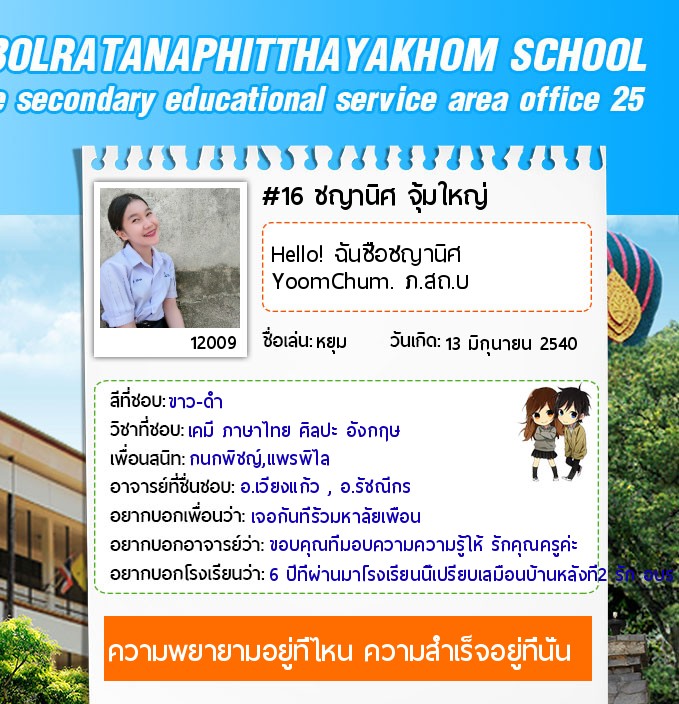 BOLRATANAPHITTHAYAKHOM SCHOOL
e secondary educational service area office 25
#16 ชญานิศ จุ้มใหญ่
Hello! ฉันชื่อชญานิศ
YoomChum. ภ.สถ.บ
12009
ชื่อเล่น: หยุม วันเกิด: 13 มิถุนายน 2540
สีที่ชอบ: ขาว-ดำ
วิชาที่ชอบ: เคมี ภาษาไทย ศิลปะ อังกฤษ
เพื่อนสนิท: กนกพิชญ์,แพรพิไล
อาจารย์ที่ชื่นชอบ: อ.เวียงแก้ว , อ.รัชณีกร
อยากบอกเพื่อนว่า: เจอกันที่รั้วมหาลัยเพื่อน
อยากบอกอาจารย์ว่า: ขอบคุณที่มอบความความรู้ให้ รักคุณครูค่ะ
อยากบอกโรงเรียนว่า: 6 ปีที่ผ่านมาโรงเรียนนี้เปรียบเสมือนบ้านหลังที่2 รัก อบร
ความพยายามอยู่ที่ไหน ความสำเร็จอยู่ที่นั่น